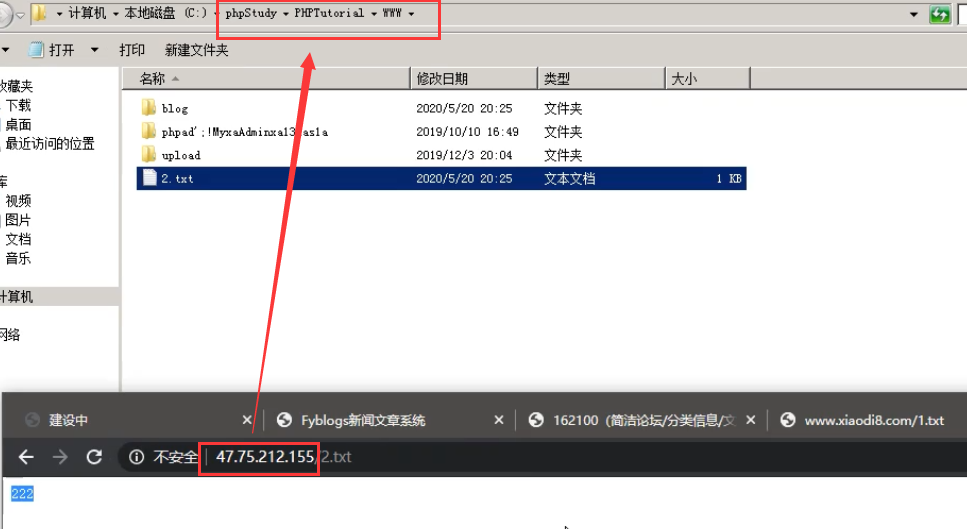 计算机 本地磁盘 (C:) phpStudy PHPTutorial WWW
打开 打印 新建文件夹
名称 修改日期 类型 大小
收藏夹
下载
桌面
最近访问的位置
库
视频
图片
文档
音乐
计算机
网络
blog 2020/5/20 20:25 文件夹
2019/10/10 16:49 文件夹
upload 2019/12/3 20:04 文件夹
2.txt 2020/5/20 20:25 文本文档 1 KB
建设中 Fyblogs新闻文章系统 162100（简洁论坛/分类信息/文 www.xiaodi8.com/1.txt
不安全 47.75.212.155/2.txt
222